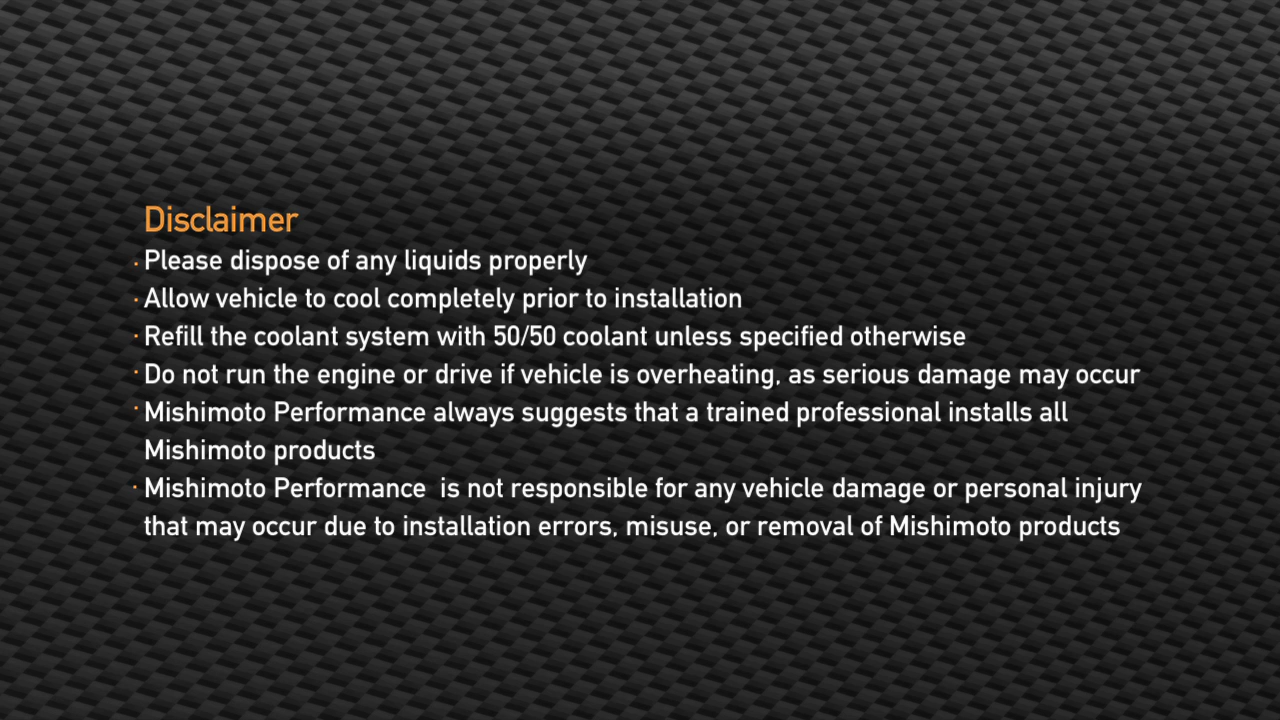 Disclaimer
· Please dispose of any liquids properly
· Allow vehicle to cool completely prior to installation
· Refill the coolant system with 50/50 coolant unless specified otherwise
· Do not run the engine or drive if vehicle is overheating, as serious damage may occur
· Mishimoto Performance always suggests that a trained professional installs all
Mishimoto products
· Mishimoto Performance  is not responsible for any vehicle damage or personal injury
that may occur due to installation errors, misuse, or removal of Mishimoto products